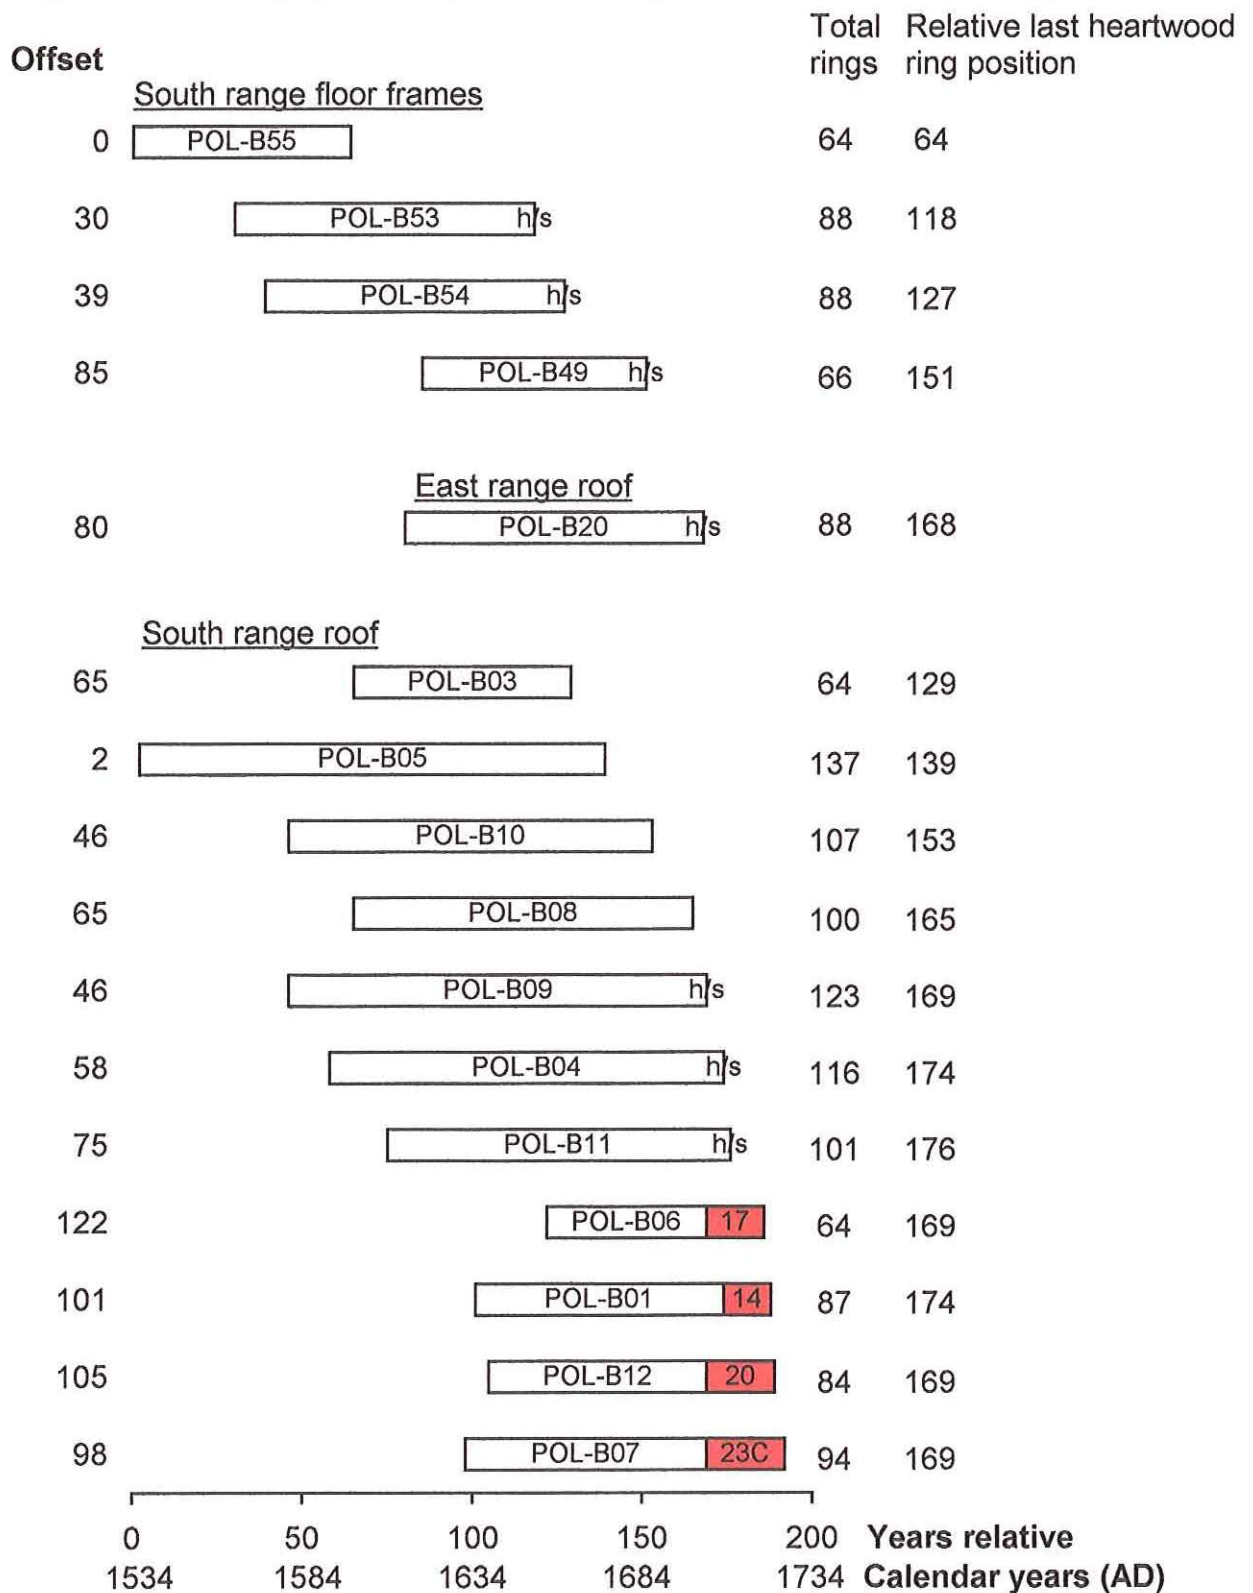 Total Relative last heartwood
Offset rings ring position
South range floor frames
0 POL-B55 64 64
30 POL-B53 h/s 88 118
39 POL-B54 h/s 88 127
85 POL-B49 h/s 66 151
East range roof
80 POL-B20 h/s 88 168
South range roof
65 POL-B03 64 129
2 POL-B05 137 139
46 POL-B10 107 153
65 POL-B08 100 165
46 POL-B09 h/s 123 169
58 POL-B04 h/s 116 174
75 POL-B11 h/s 101 176
122 POL-B06 17 64 169
101 POL-B01 14 87 174
105 POL-B12 20 84 169
98 POL-B07 23C 94 169
0 50 100 150 200 Years relative
1534 1584 1634 1684 1734 Calendar years (AD)